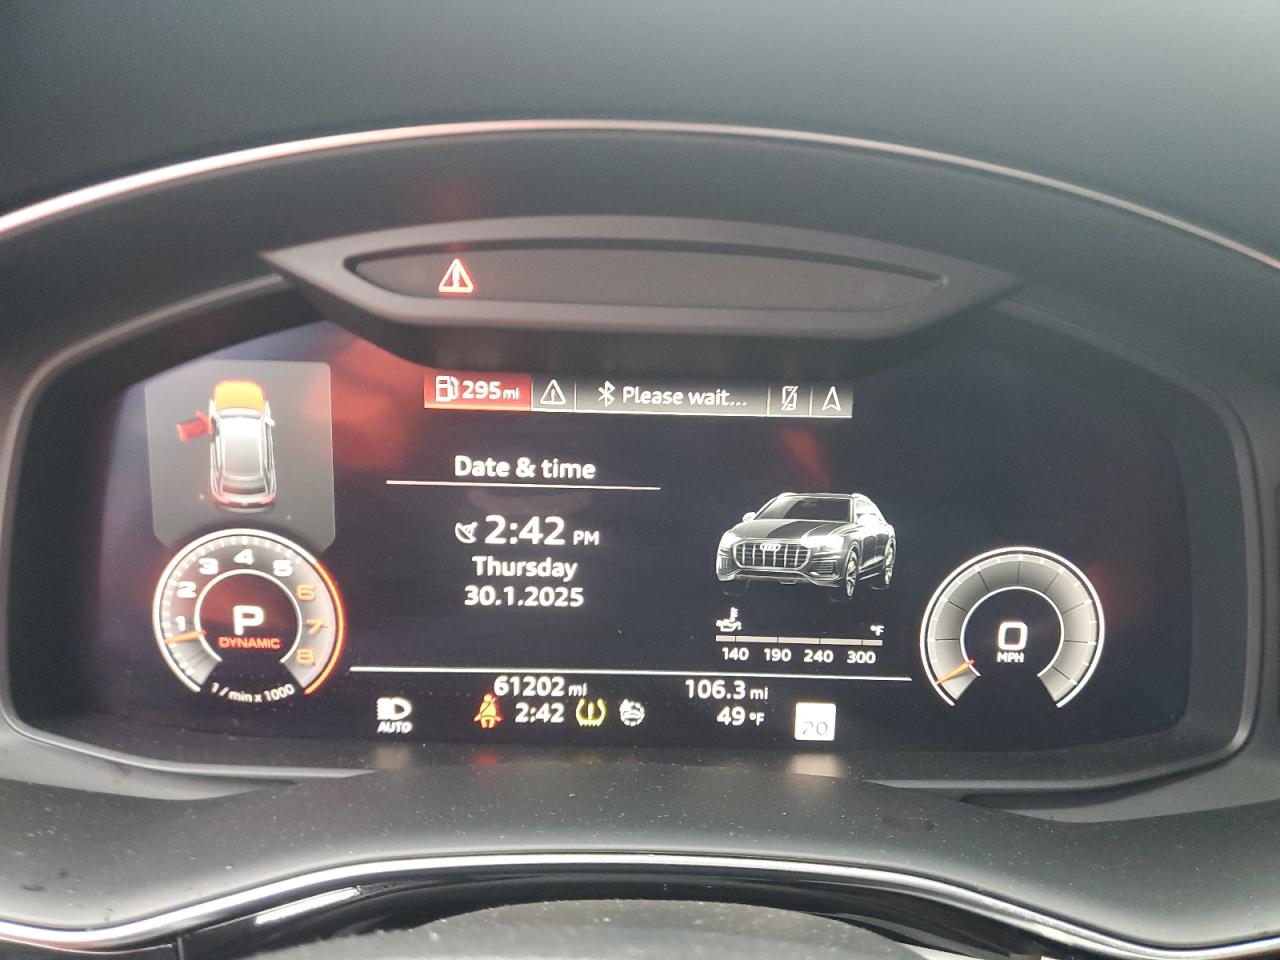 295 mi
Please wait...
Date & time
2:42 PM
Thursday
30.1.2025
1 2 3 4 5 6 7 8
P
DYNAMIC
1 / min x 1000
0
MPH
°F
140 190 240 300
61202 mi 106.3 mi
AUTO
2:42 49 °F
20